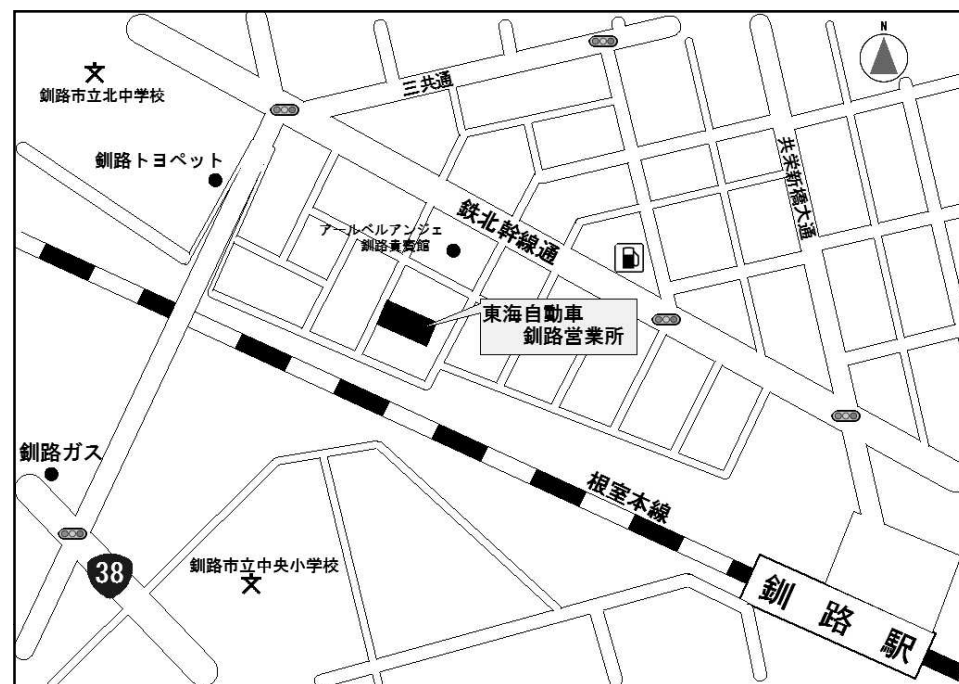 N
三共通
釧路市立北中学校
釧路トヨペット
共栄新橋大通
鉄北幹線通
アールベルアンジェ
釧路貴賓館
東海自動車
釧路営業所
釧路ガス
根室本線
38
釧路市立中央小学校
釧路駅